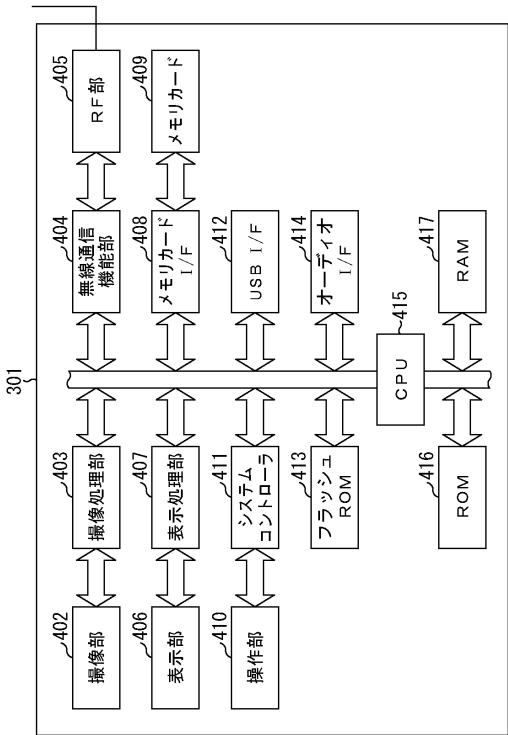 301
402
撮像部
403
撮像処理部
404
無線通信
機能部
405
RF部
406
表示部
407
表示処理部
408
メモリカード
I/F
409
メモリカード
410
操作部
411
システム
コントローラ
412
USB I/F
413
フラッシュ
ROM
414
オーディオ
I/F
415
CPU
416
ROM
417
RAM